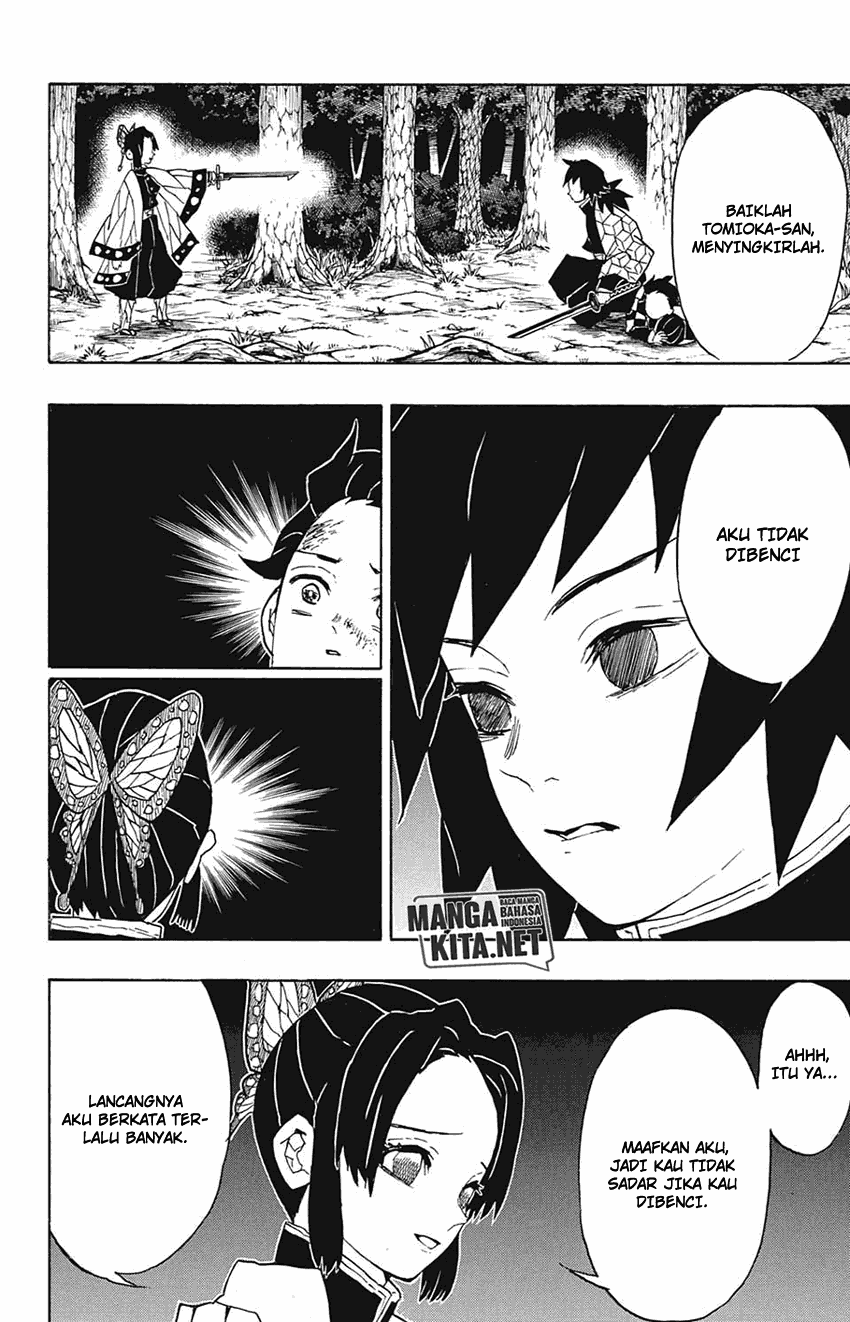 BAIKLAH
TOMIOKA-SAN,
MENYINGKIRLAH.
AKU TIDAK
DIBENCI
MANGA
KITA.NET
BACA MANGA
BAHASA
INDONESIA
AHHH,
ITU YA...
MAAFKAN AKU,
JADI KAU TIDAK
SADAR JIKA KAU
DIBENCI.
LANCANGNYA
AKU BERKATA TER-
LALU BANYAK.